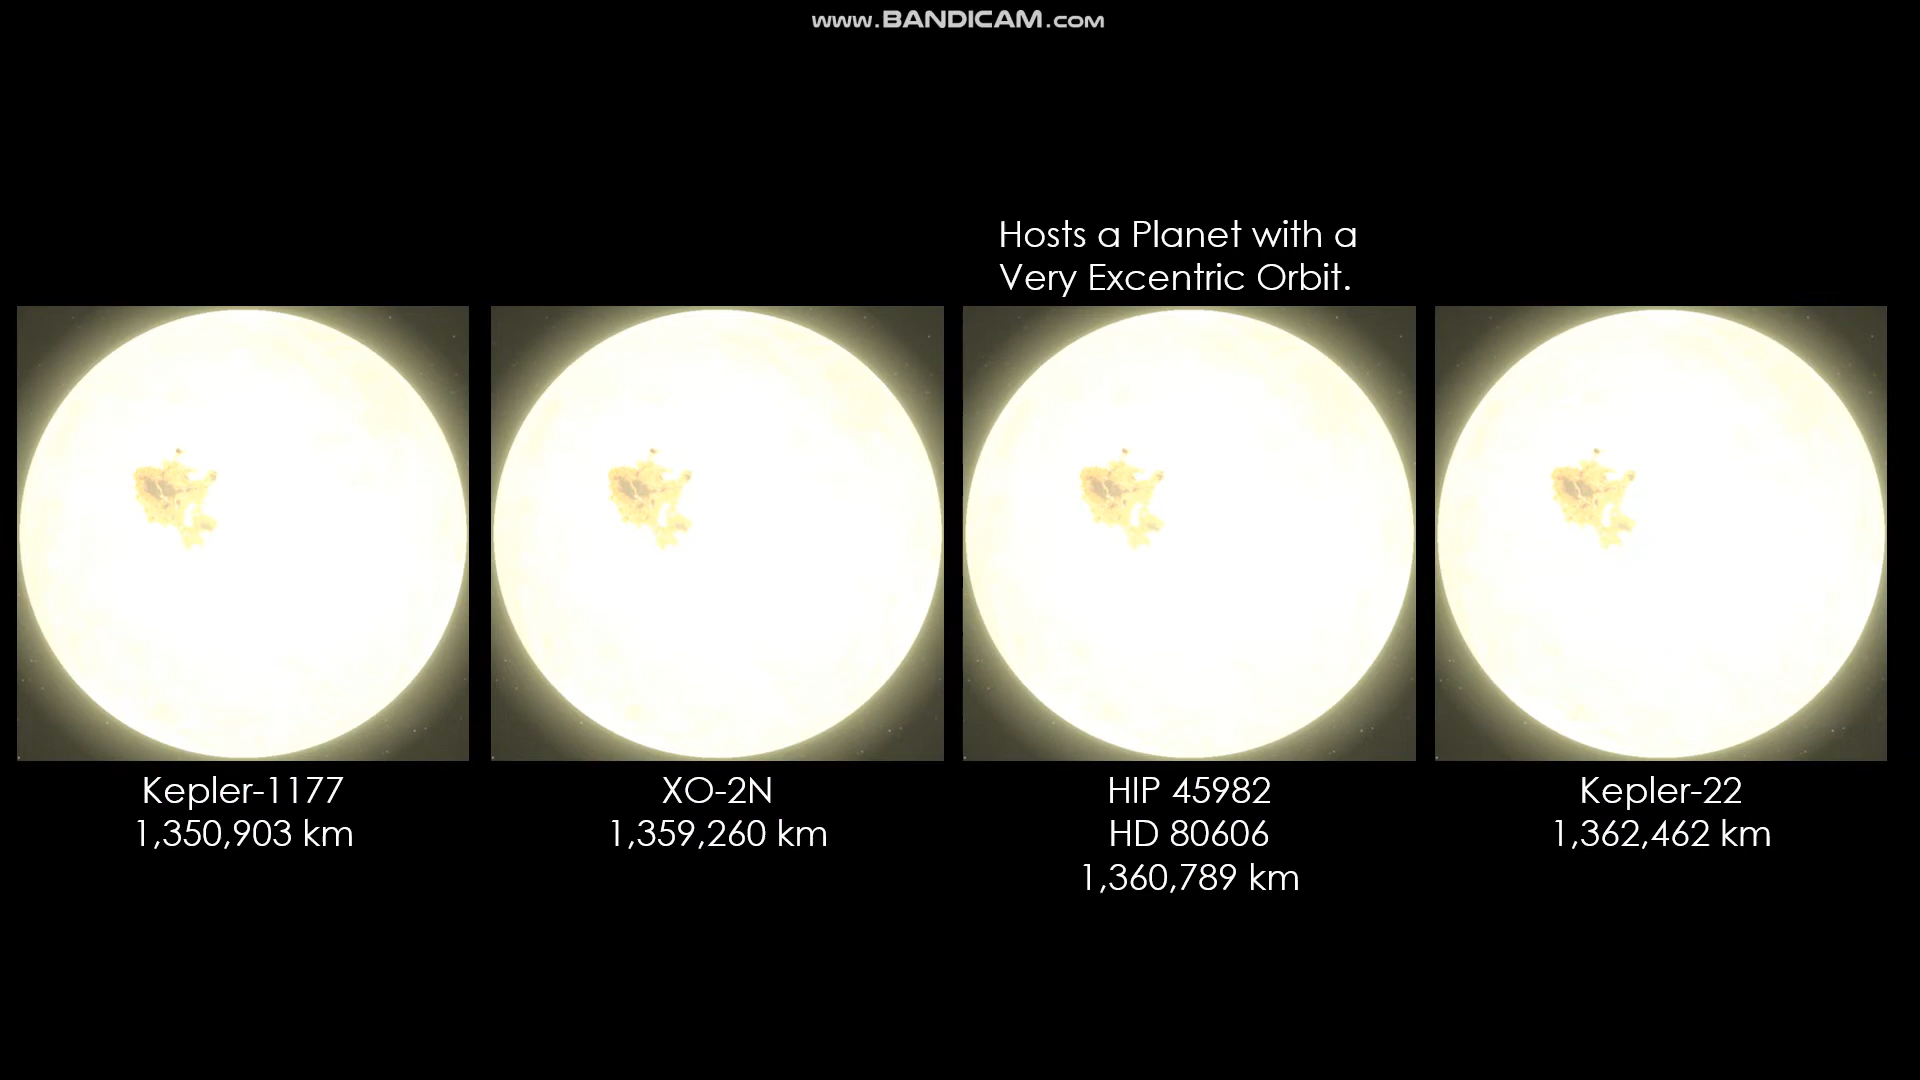 www.BANDICAM.com
Hosts a Planet with a
Very Excentric Orbit.
Kepler-1177
1,350,903 km
XO-2N
1,359,260 km
HIP 45982
HD 80606
1,360,789 km
Kepler-22
1,362,462 km